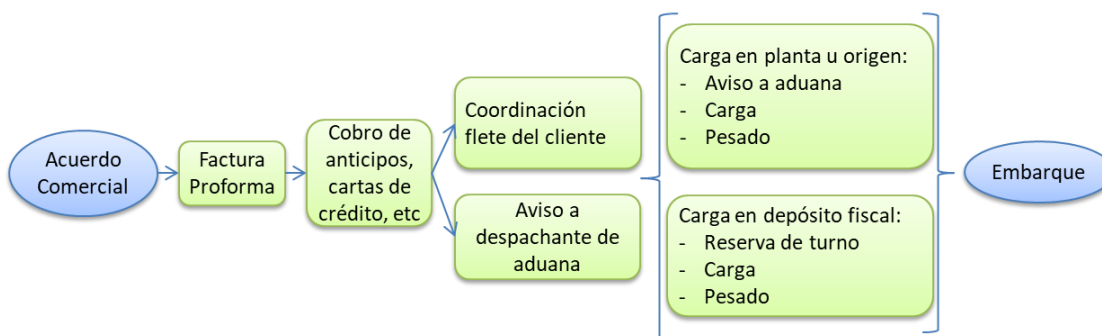 Acuerdo
Comercial
Factura
Proforma
Cobro de
anticipos,
cartas de
crédito, etc
Coordinación
flete del cliente
Aviso a
despachante de
aduana
Carga en planta u origen:
- Aviso a aduana
- Carga
- Pesado
Carga en depósito fiscal:
- Reserva de turno
- Carga
- Pesado
Embarque